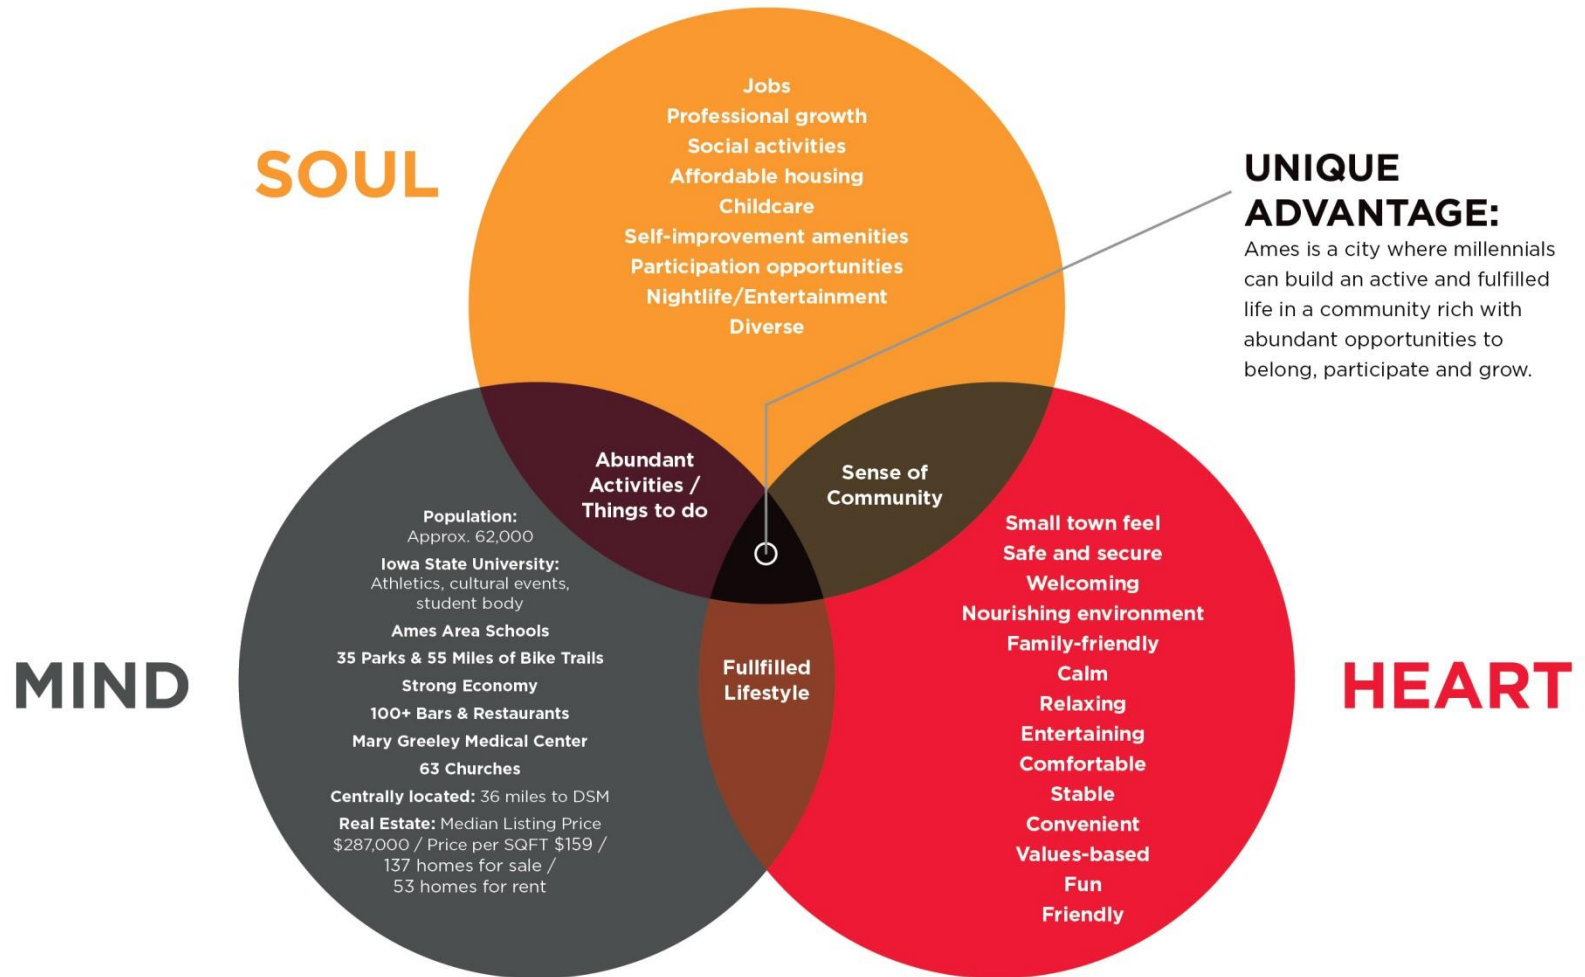 SOUL
Jobs
Professional growth
Social activities
Affordable housing
Childcare
Self-improvement amenities
Participation opportunities
Nightlife/Entertainment
Diverse
UNIQUE
ADVANTAGE:
Ames is a city where millennials
can build an active and fulfilled
life in a community rich with
abundant opportunities to
belong, participate and grow.
Abundant
Activities /
Things to do
Sense of
Community
Fullfilled
Lifestyle
MIND
Population:
Approx. 62,000
Iowa State University:
Athletics, cultural events,
student body
Ames Area Schools
35 Parks & 55 Miles of Bike Trails
Strong Economy
100+ Bars & Restaurants
Mary Greeley Medical Center
63 Churches
Centrally located: 36 miles to DSM
Real Estate: Median Listing Price
$287,000 / Price per SQFT $159 /
137 homes for sale /
53 homes for rent
HEART
Small town feel
Safe and secure
Welcoming
Nourishing environment
Family-friendly
Calm
Relaxing
Entertaining
Comfortable
Stable
Convenient
Values-based
Fun
Friendly